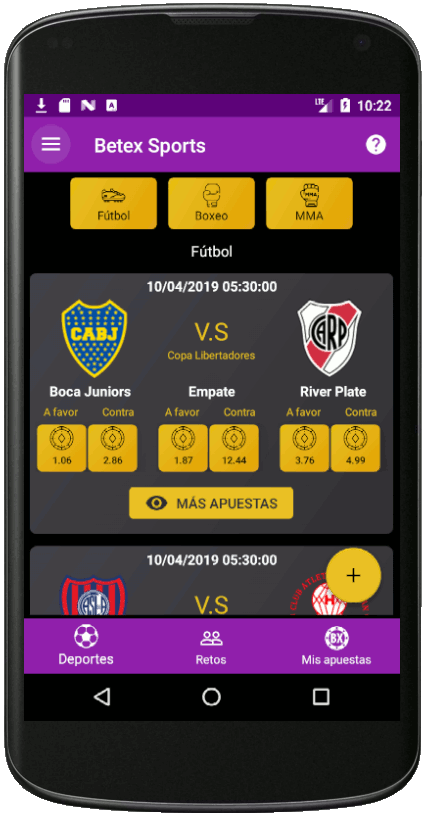 LTE 10:22
Betex Sports
Fútbol Boxeo MMA
Fútbol
10/04/2019 05:30:00
CABJ V.S CARP
Copa Libertadores
Boca Juniors Empate River Plate
A favor Contra A favor Contra A favor Contra
1.06 2.86 1.87 12.44 3.76 4.99
MÁS APUESTAS
10/04/2019 05:30:00
V.S
+
BX
Deportes Retos Mis apuestas